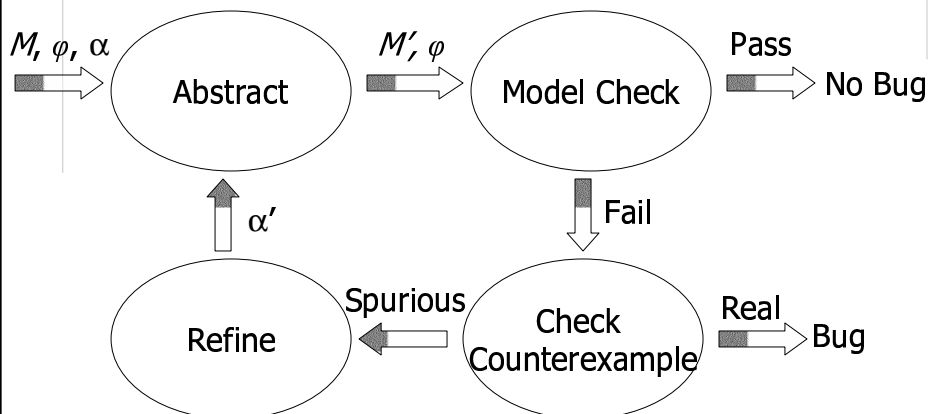 M, φ, α
Abstract
M′, φ
Model Check
Pass
No Bug
α′
Fail
Refine
Spurious
Check
Counterexample
Real
Bug